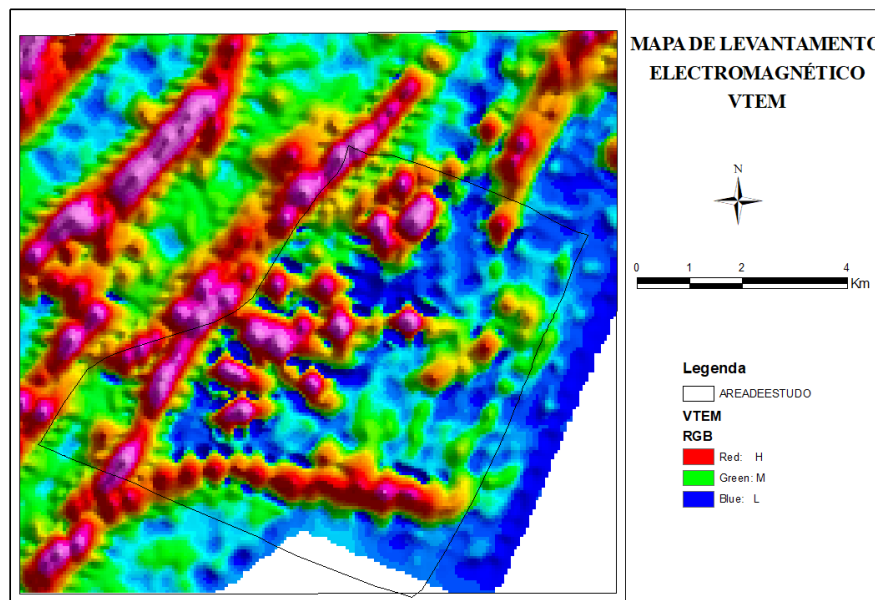 MAPA DE LEVANTAMENTO
ELECTROMAGNÉTICO
VTEM
N
0 1 2 4
Km
Legenda
AREADEESTUDO
VTEM
RGB
Red: H
Green: M
Blue: L